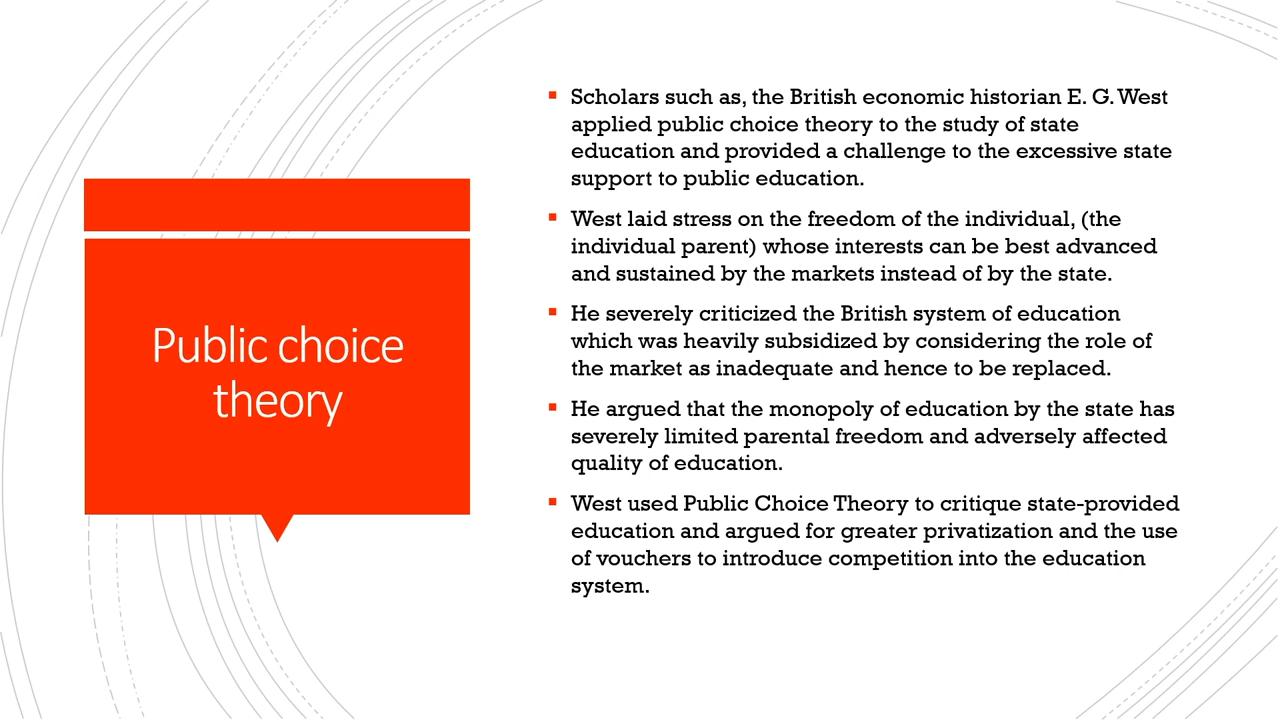 Public choice
theory
Scholars such as, the British economic historian E. G. West
applied public choice theory to the study of state
education and provided a challenge to the excessive state
support to public education.
West laid stress on the freedom of the individual, (the
individual parent) whose interests can be best advanced
and sustained by the markets instead of by the state.
He severely criticized the British system of education
which was heavily subsidized by considering the role of
the market as inadequate and hence to be replaced.
He argued that the monopoly of education by the state has
severely limited parental freedom and adversely affected
quality of education.
West used Public Choice Theory to critique state-provided
education and argued for greater privatization and the use
of vouchers to introduce competition into the education
system.